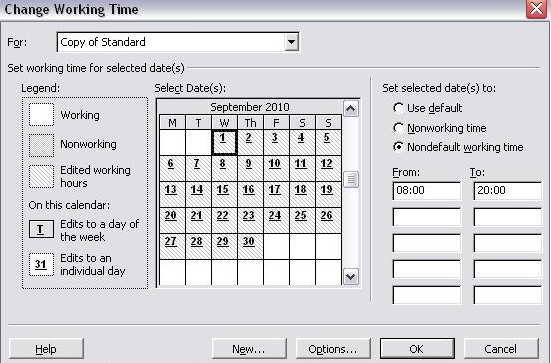 Change Working Time
For: Copy of Standard
Set working time for selected date(s)
Legend:
Working
Nonworking
Edited working
hours
On this calendar:
T Edits to a day of
the week
31 Edits to an
individual day
Select Date(s):
September 2010
M T W Th F S S
1 2 3 4 5
6 7 8 9 10 11 12
13 14 15 16 17 18 19
20 21 22 23 24 25 26
27 28 29 30
Set selected date(s) to:
Use default
Nonworking time
Nondefault working time
From: To:
08:00 20:00
Help New... Options... OK Cancel